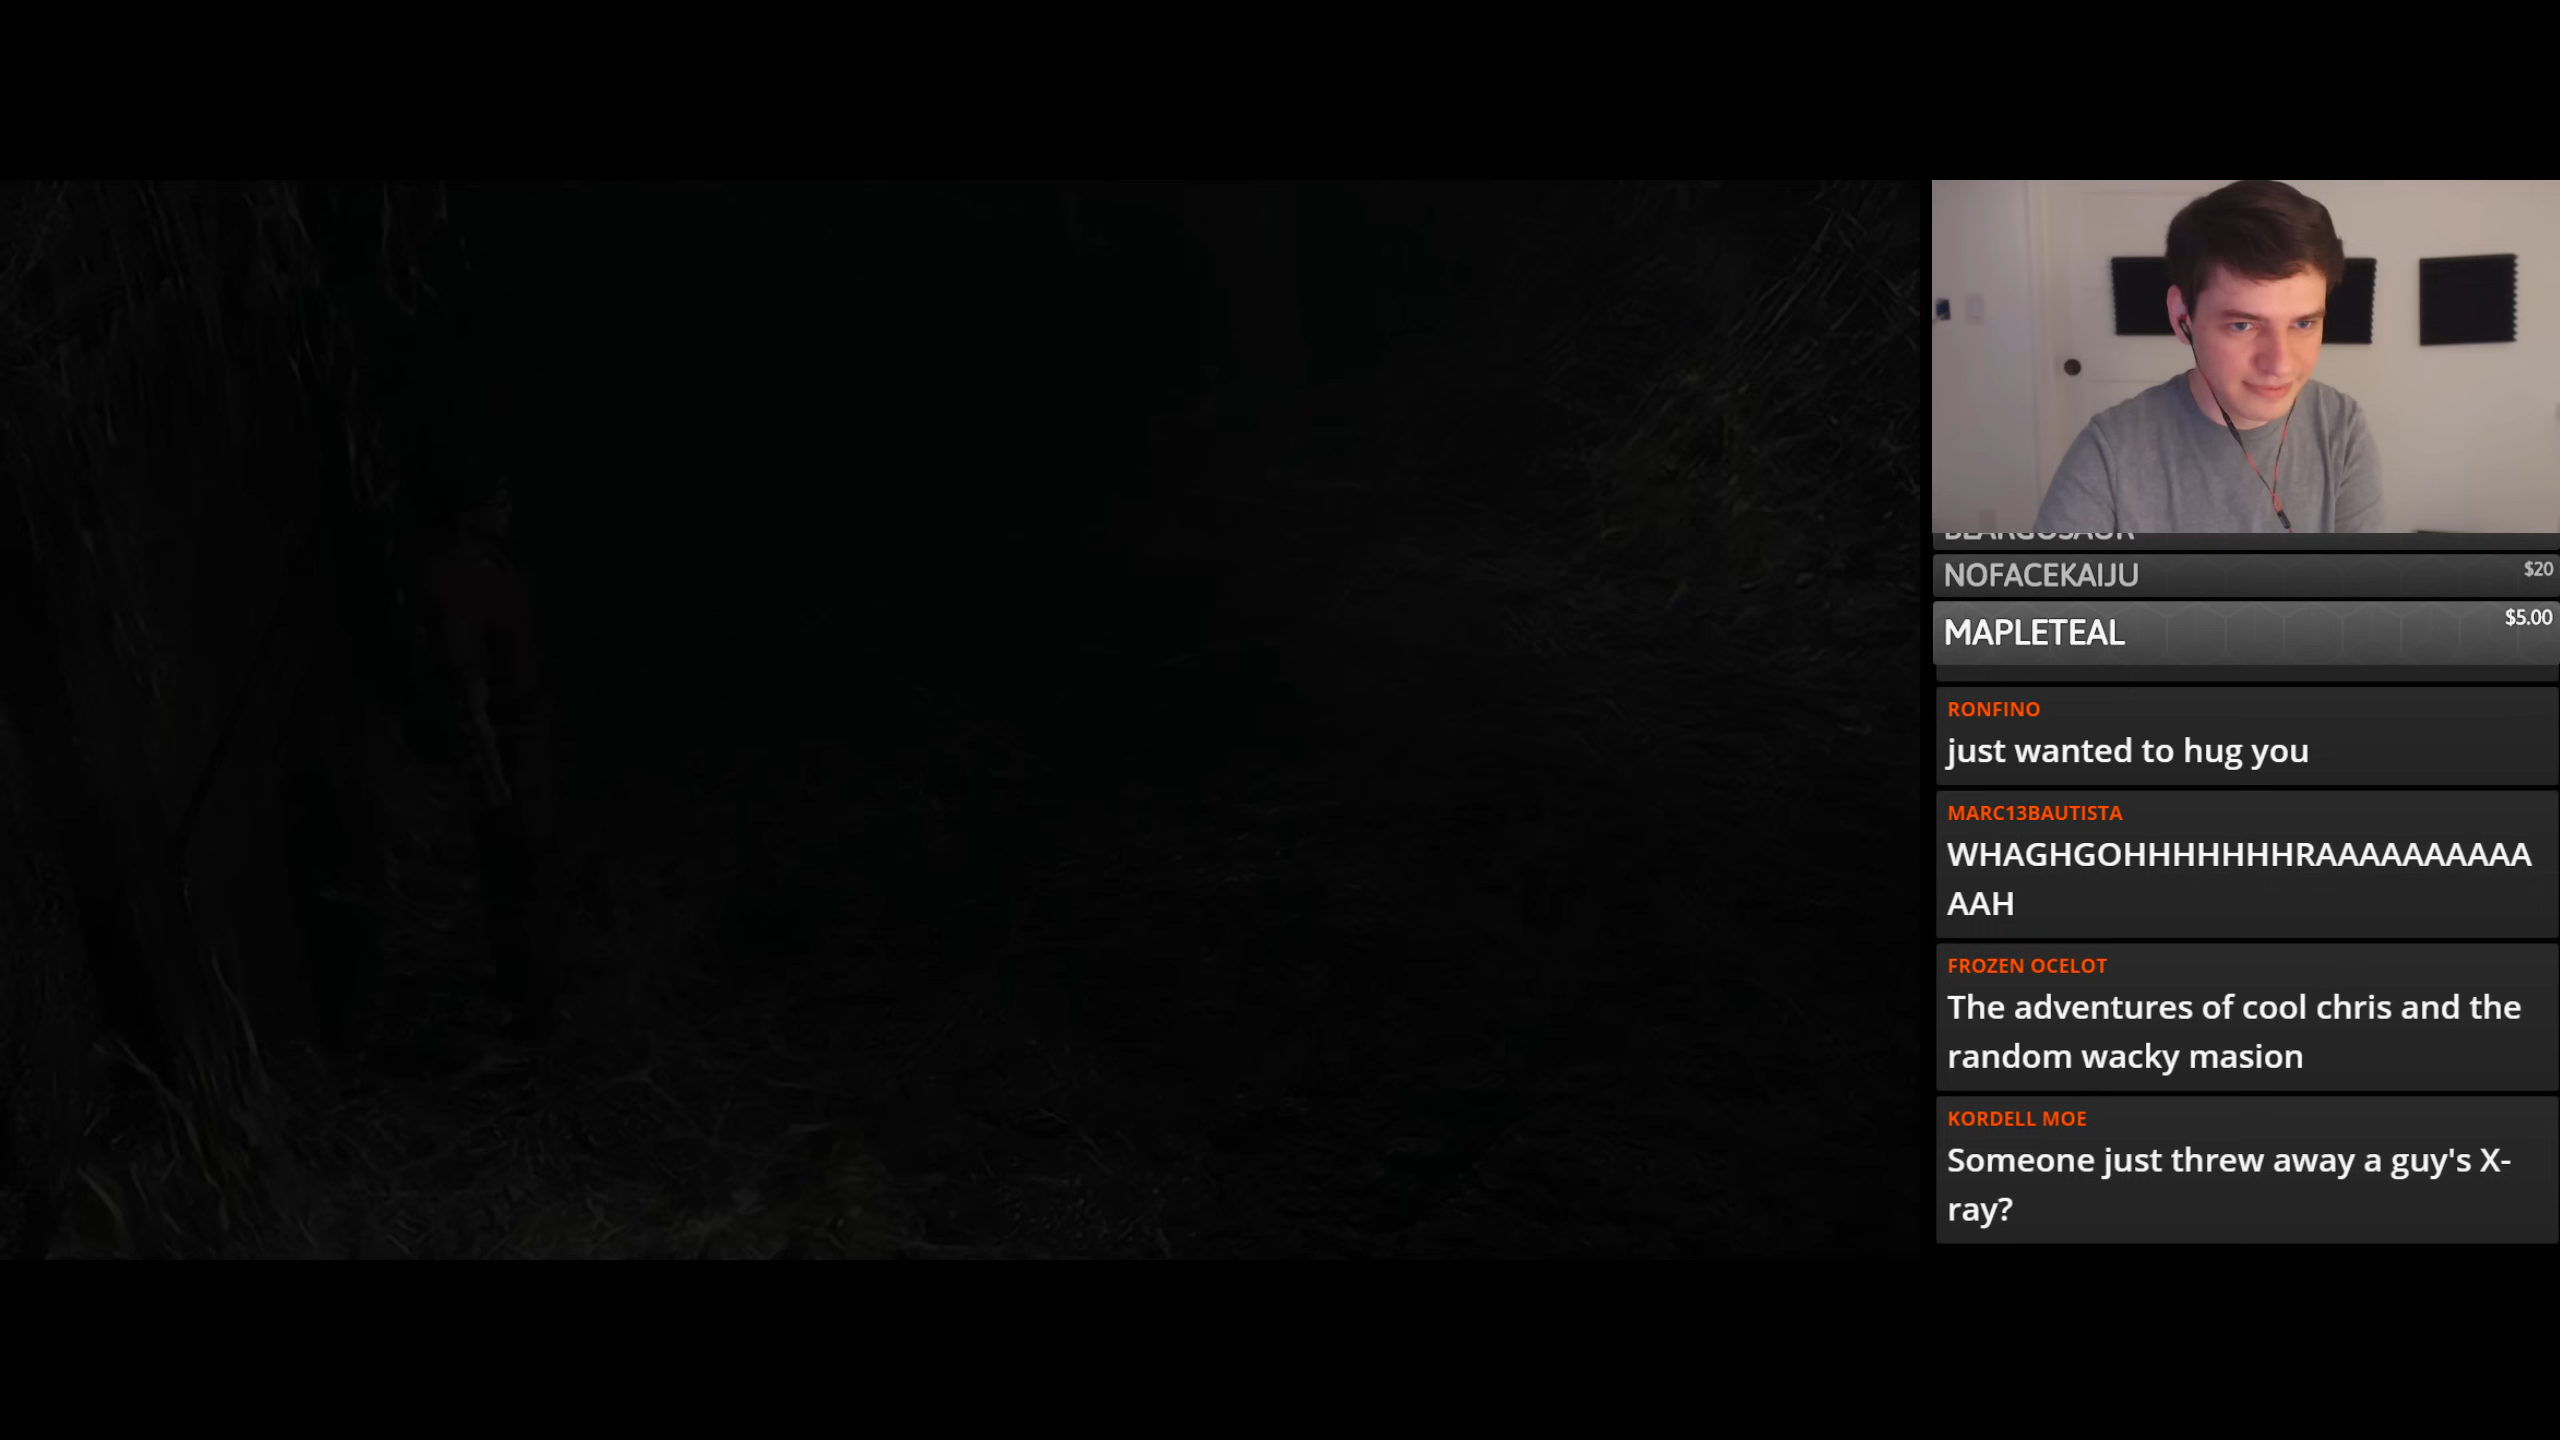 NOFACEKAIJU
$20
MAPLETEAL
$5.00
RONFINO
just wanted to hug you
MARC13BAUTISTA
WHAGHGOHHHHHHHRAAAAAAAAAA
AAH
FROZEN OCELOT
The adventures of cool chris and the
random wacky masion
KORDELL MOE
Someone just threw away a guy's X-
ray?